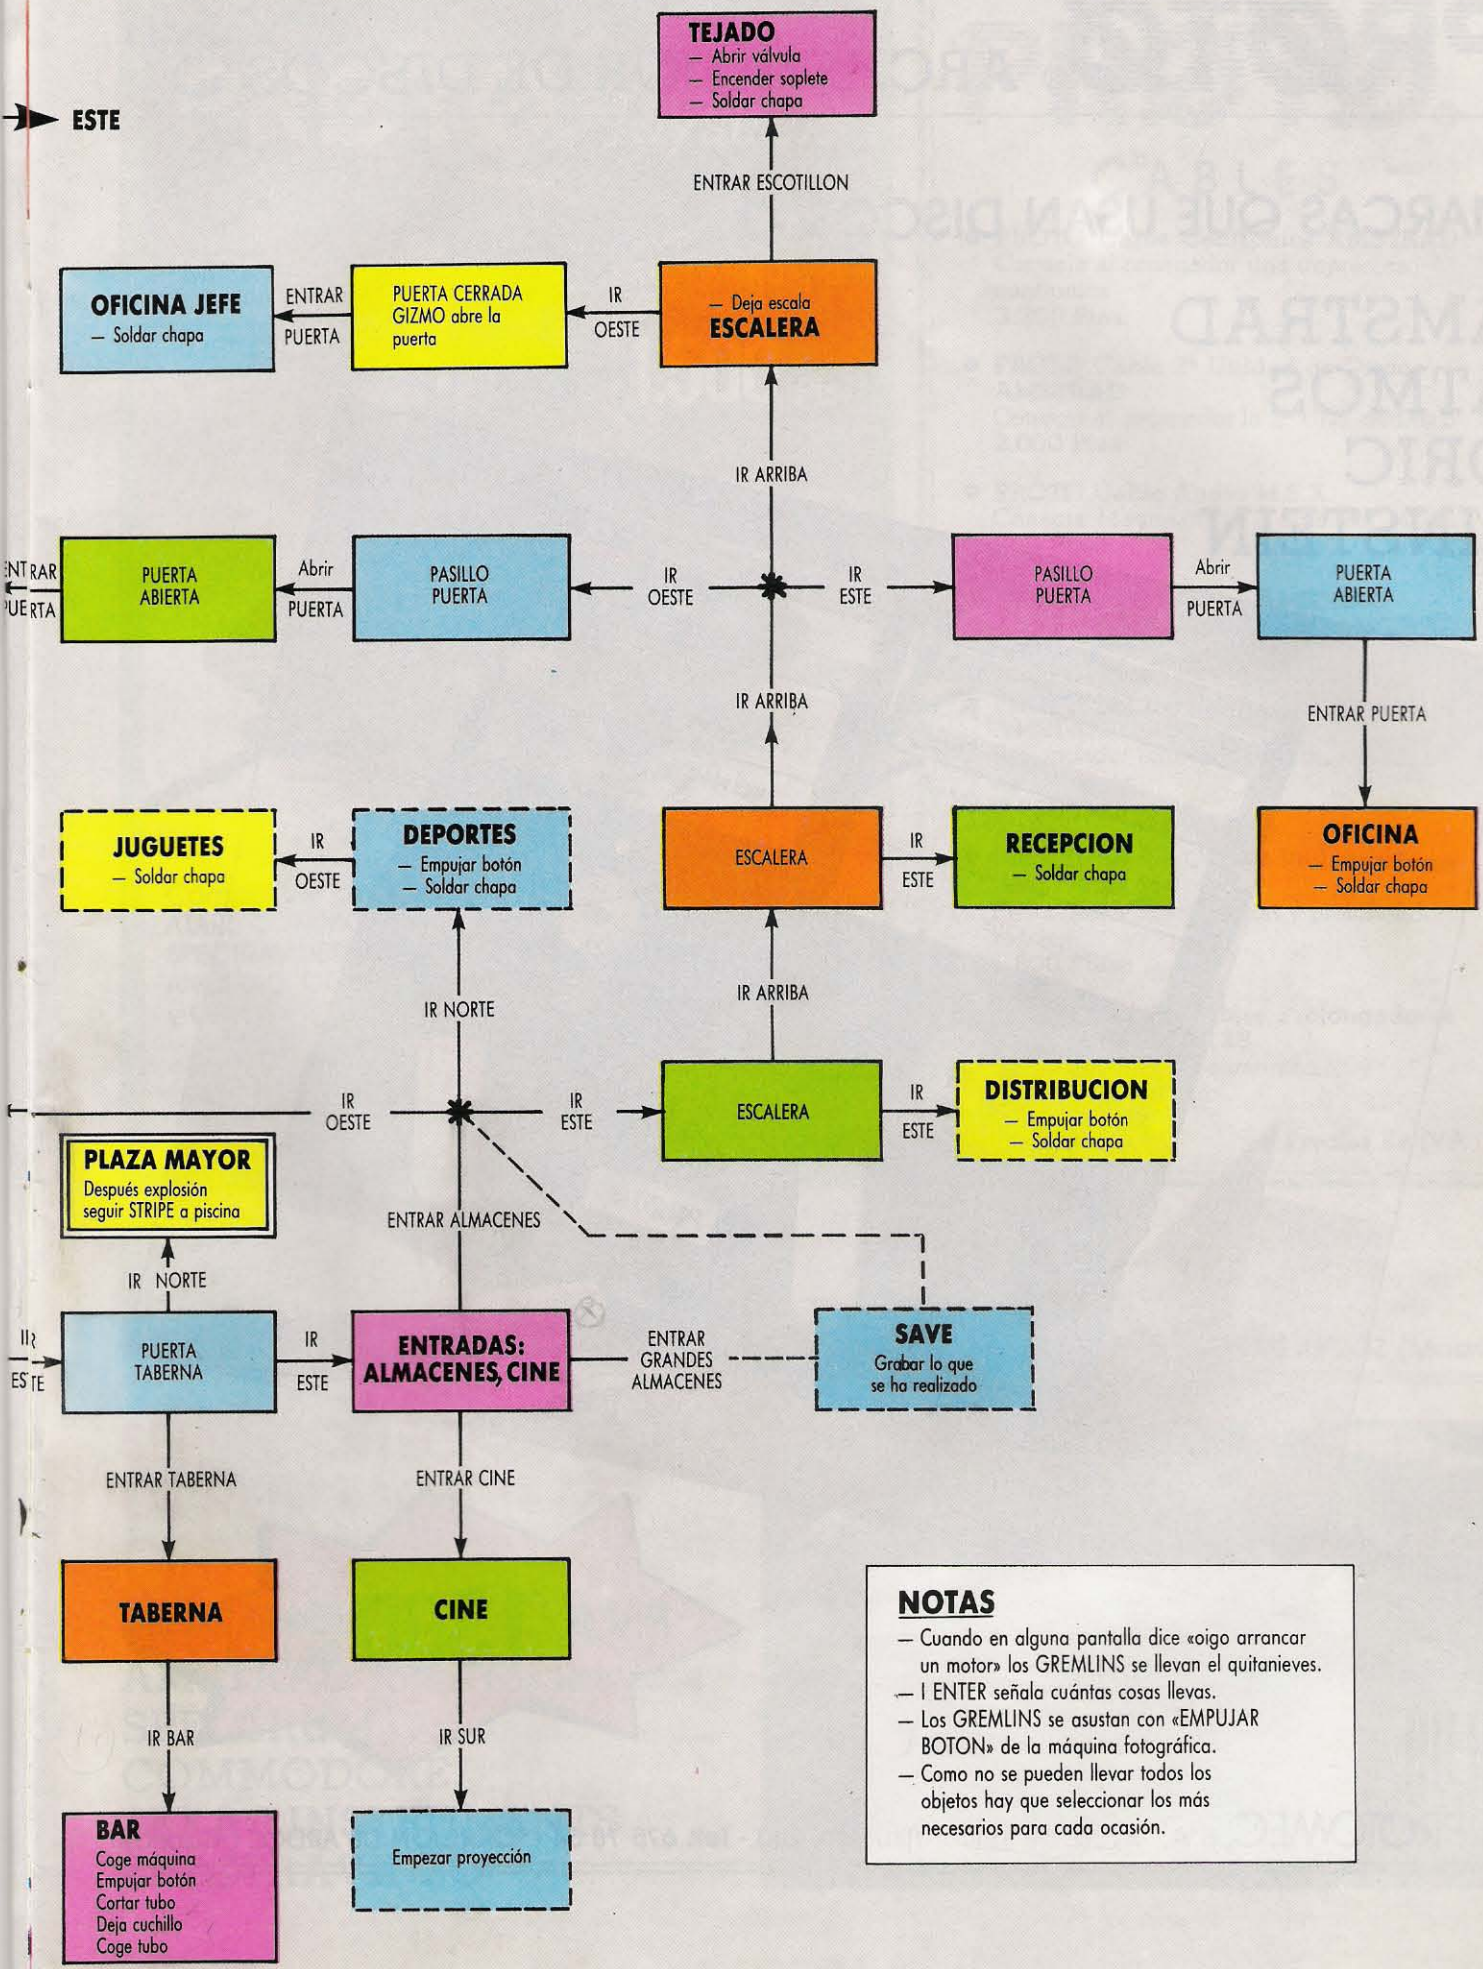 TEJADO
— Abrir válvula
— Encender soplete
— Soldar chapa
ESTE
ENTRAR ESCOTILLON
OFICINA JEFE
— Soldar chapa
ENTRAR
PUERTA
PUERTA CERRADA
GIZMO abre la
puerta
IR
OESTE
— Deja escala
ESCALERA
IR ARRIBA
ENTRAR
PUERTA
PUERTA
ABIERTA
Abrir
PUERTA
PASILLO
PUERTA
IR
OESTE
IR
ESTE
PASILLO
PUERTA
Abrir
PUERTA
PUERTA
ABIERTA
IR ARRIBA
ENTRAR PUERTA
JUGUETES
— Soldar chapa
IR
OESTE
DEPORTES
— Empujar botón
— Soldar chapa
ESCALERA
IR
ESTE
RECEPCION
— Soldar chapa
OFICINA
— Empujar botón
— Soldar chapa
IR NORTE
IR ARRIBA
IR
OESTE
IR
ESTE
ESCALERA
IR
ESTE
DISTRIBUCION
— Empujar botón
— Soldar chapa
PLAZA MAYOR
Después explosión
seguir STRIPE a piscina
ENTRAR ALMACENES
IR NORTE
IR
ESTE
PUERTA
TABERNA
IR
ESTE
ENTRADAS:
ALMACENES, CINE
ENTRAR
GRANDES
ALMACENES
SAVE
Grabar lo que
se ha realizado
ENTRAR TABERNA
ENTRAR CINE
TABERNA
CINE
IR BAR
IR SUR
BAR
Coge máquina
Empujar botón
Cortar tubo
Deja cuchillo
Coge tubo
Empezar proyección
NOTAS
— Cuando en alguna pantalla dice «oigo arrancar
un motor» los GREMLINS se llevan el quitanieves.
— I ENTER señala cuántas cosas llevas.
— Los GREMLINS se asustan con «EMPUJAR
BOTON» de la máquina fotográfica.
— Como no se pueden llevar todos los
objetos hay que seleccionar los más
necesarios para cada ocasión.